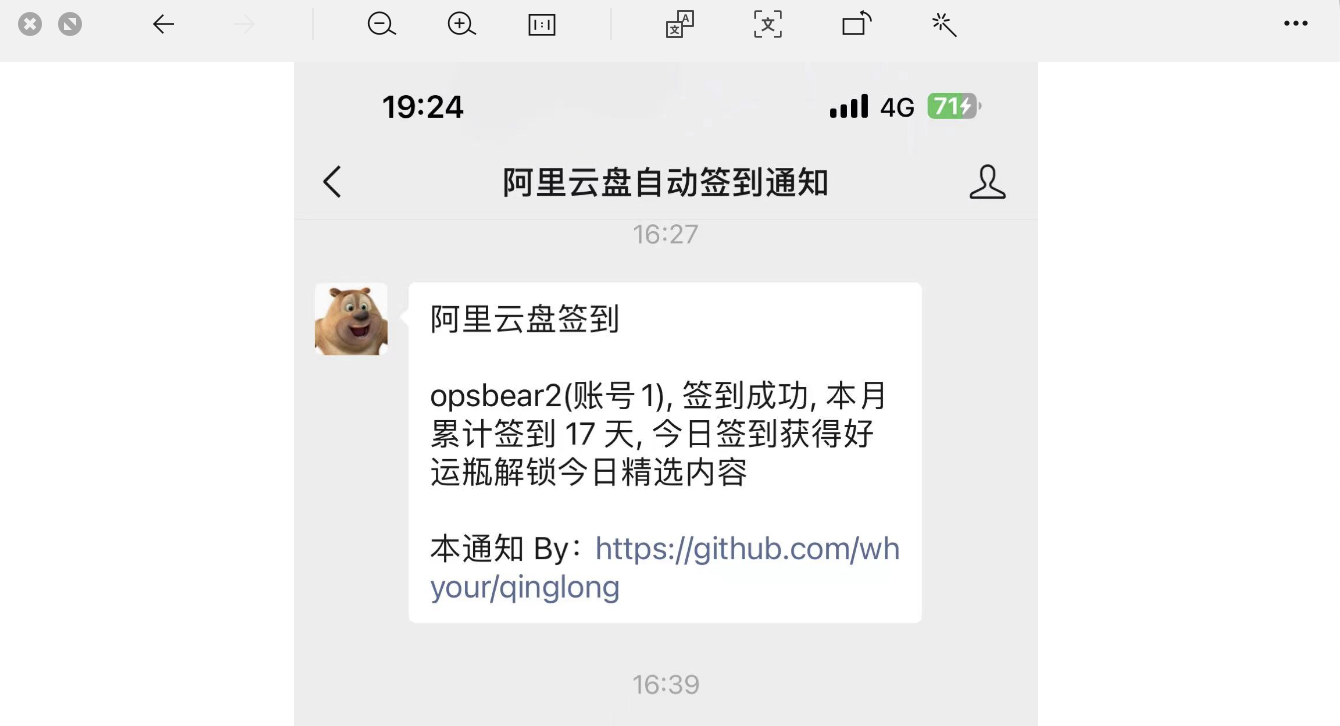 19:24 4G 71
阿里云盘自动签到通知
16:27
阿里云盘签到
opsbear2(账号1), 签到成功, 本月
累计签到 17 天, 今日签到获得好
运瓶解锁今日精选内容
本通知 By：https://github.com/wh
your/qinglong
16:39